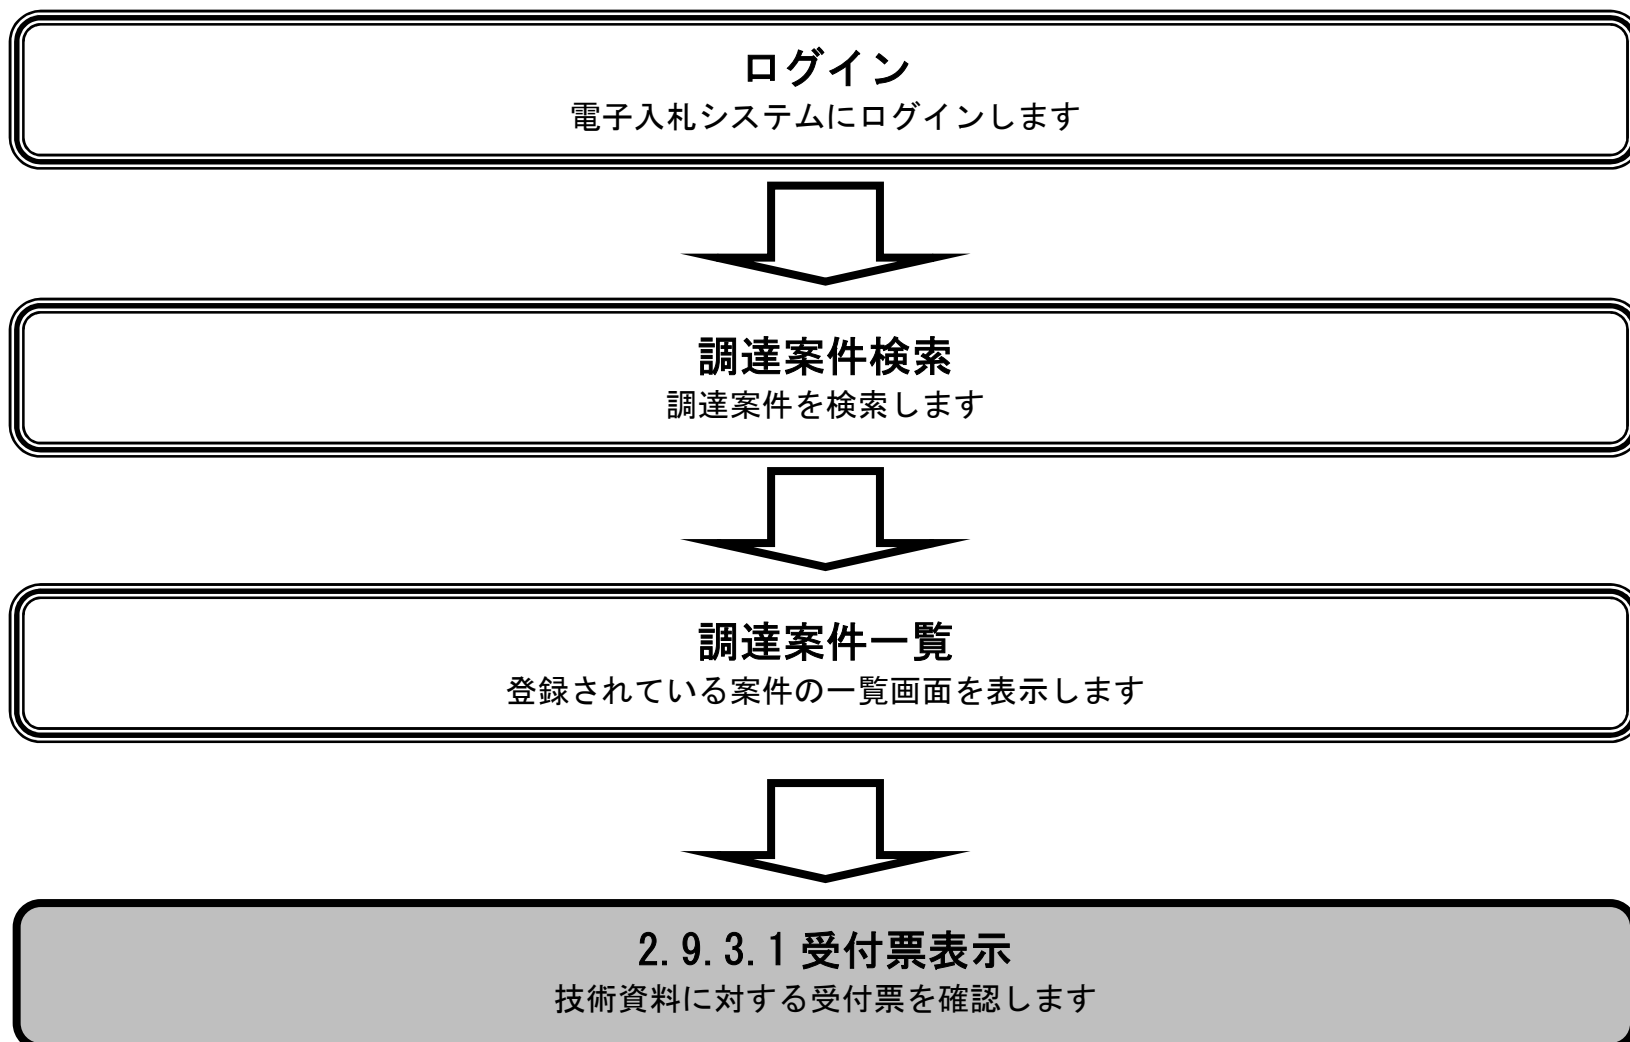 ログイン
電子入札システムにログインします
調達案件検索
調達案件を検索します
調達案件一覧
登録されている案件の一覧画面を表示します
2.9.3.1 受付票表示
技術資料に対する受付票を確認します